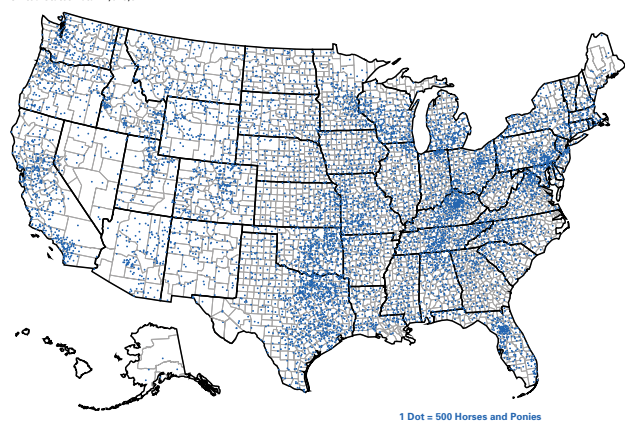 1 Dot = 500 Horses and Ponies